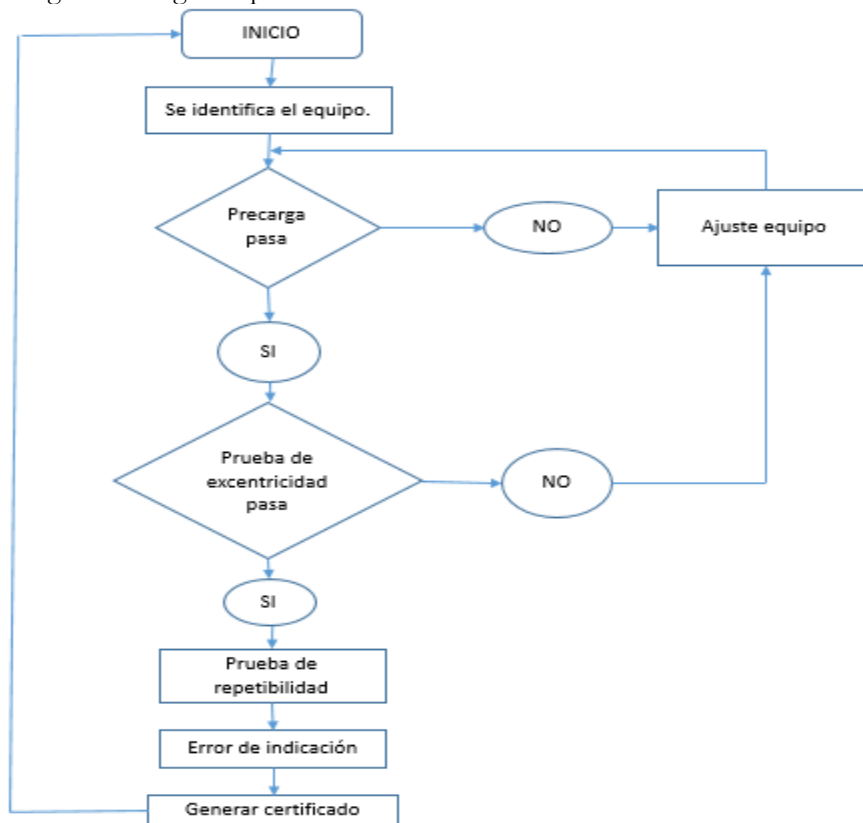 INICIO
Se identifica el equipo.
Precarga
pasa
NO
Ajuste equipo
SI
Prueba de
excentricidad
pasa
NO
SI
Prueba de
repetibilidad
Error de indicación
Generar certificado